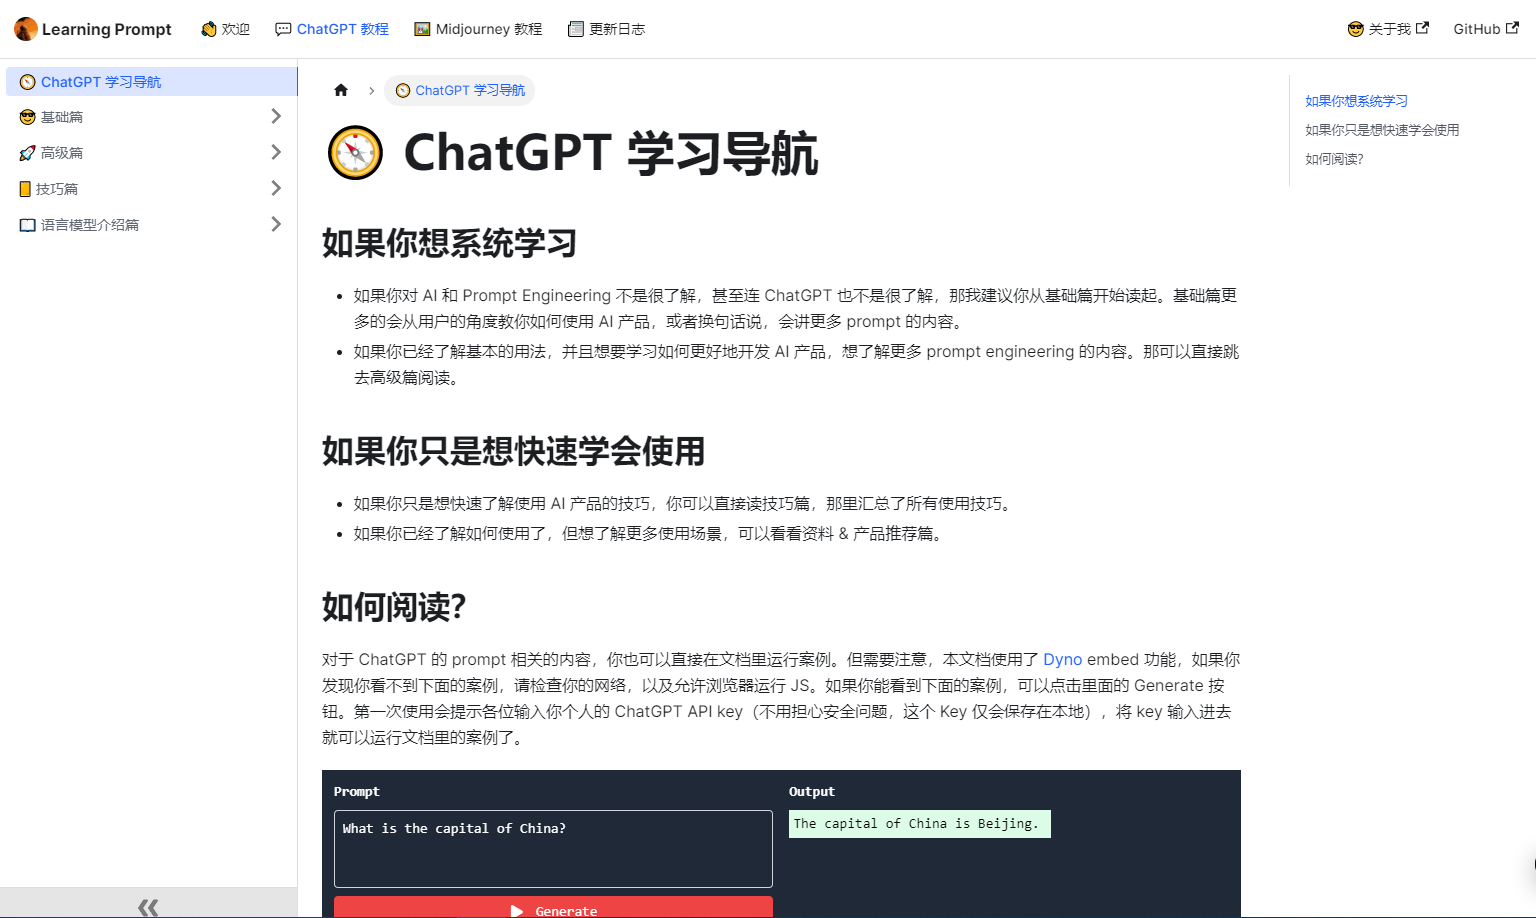 Learning Prompt
欢迎
ChatGPT 教程
Midjourney 教程
更新日志
关于我
GitHub
ChatGPT 学习导航
基础篇
高级篇
技巧篇
语言模型介绍篇
ChatGPT 学习导航
ChatGPT 学习导航
如果你想系统学习
如果你对 AI 和 Prompt Engineering 不是很了解，甚至连 ChatGPT 也不是很了解，那我建议你从基础篇开始读起。基础篇更
多的会从用户的角度教你如何使用 AI 产品，或者换句话说，会讲更多 prompt 的内容。
如果你已经了解基本的用法，并且想要学习如何更好地开发 AI 产品，想了解更多 prompt engineering 的内容。那可以直接跳
去高级篇阅读。
如果你只是想快速学会使用
如果你只是想快速了解使用 AI 产品的技巧，你可以直接读技巧篇，那里汇总了所有使用技巧。
如果你已经了解如何使用了，但想了解更多使用场景，可以看看资料 & 产品推荐篇。
如何阅读？
对于 ChatGPT 的 prompt 相关的内容，你也可以直接在文档里运行案例。但需要注意，本文档使用了 Dyno embed 功能，如果你
发现你看不到下面的案例，请检查你的网络，以及允许浏览器运行 JS。如果你能看到下面的案例，可以点击里面的 Generate 按
钮。第一次使用会提示各位输入你个人的 ChatGPT API key（不用担心安全问题，这个 Key 仅会保存在本地），将 key 输入进去
就可以运行文档里的案例了。
Prompt
What is the capital of China?
Generate
Output
The capital of China is Beijing.
如果你想系统学习
如果你只是想快速学会使用
如何阅读？